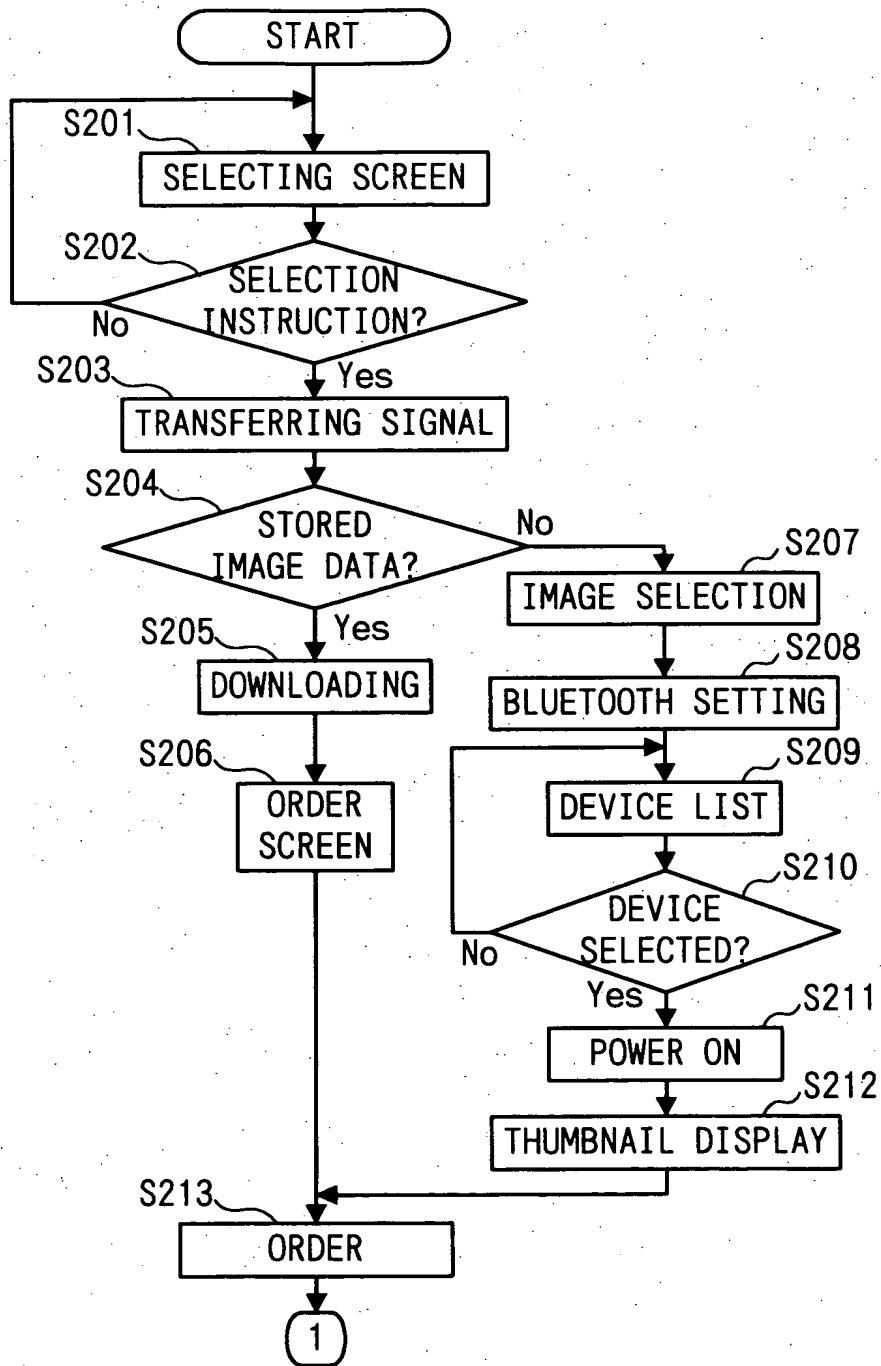 START
S201
SELECTING SCREEN
S202
SELECTION
INSTRUCTION?
No
Yes
S203
TRANSFERRING SIGNAL
S204
STORED
IMAGE DATA?
No
Yes
S205
DOWNLOADING
S206
ORDER
SCREEN
S207
IMAGE SELECTION
S208
BLUETOOTH SETTING
S209
DEVICE LIST
S210
DEVICE
SELECTED?
No
Yes
S211
POWER ON
S212
THUMBNAIL DISPLAY
S213
ORDER
1